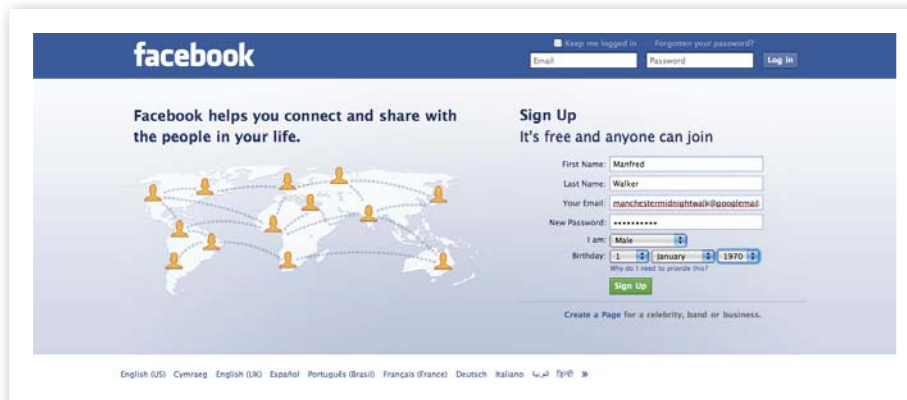 facebook
Keep me logged in Forgotten your password?
Email Password Log in
Facebook helps you connect and share with
the people in your life.
Sign Up
It's free and anyone can join
First Name: Manfred
Last Name: Walker
Your Email: manchestermidnightwalk@googlemail
New Password: ••••••••••
I am: Male
Birthday: 1 January 1970
Why do I need to provide this?
Sign Up
Create a Page for a celebrity, band or business.
English (US) Cymraeg English (UK) Español Português (Brasil) Français (France) Deutsch Italiano العربية हिन्दी »